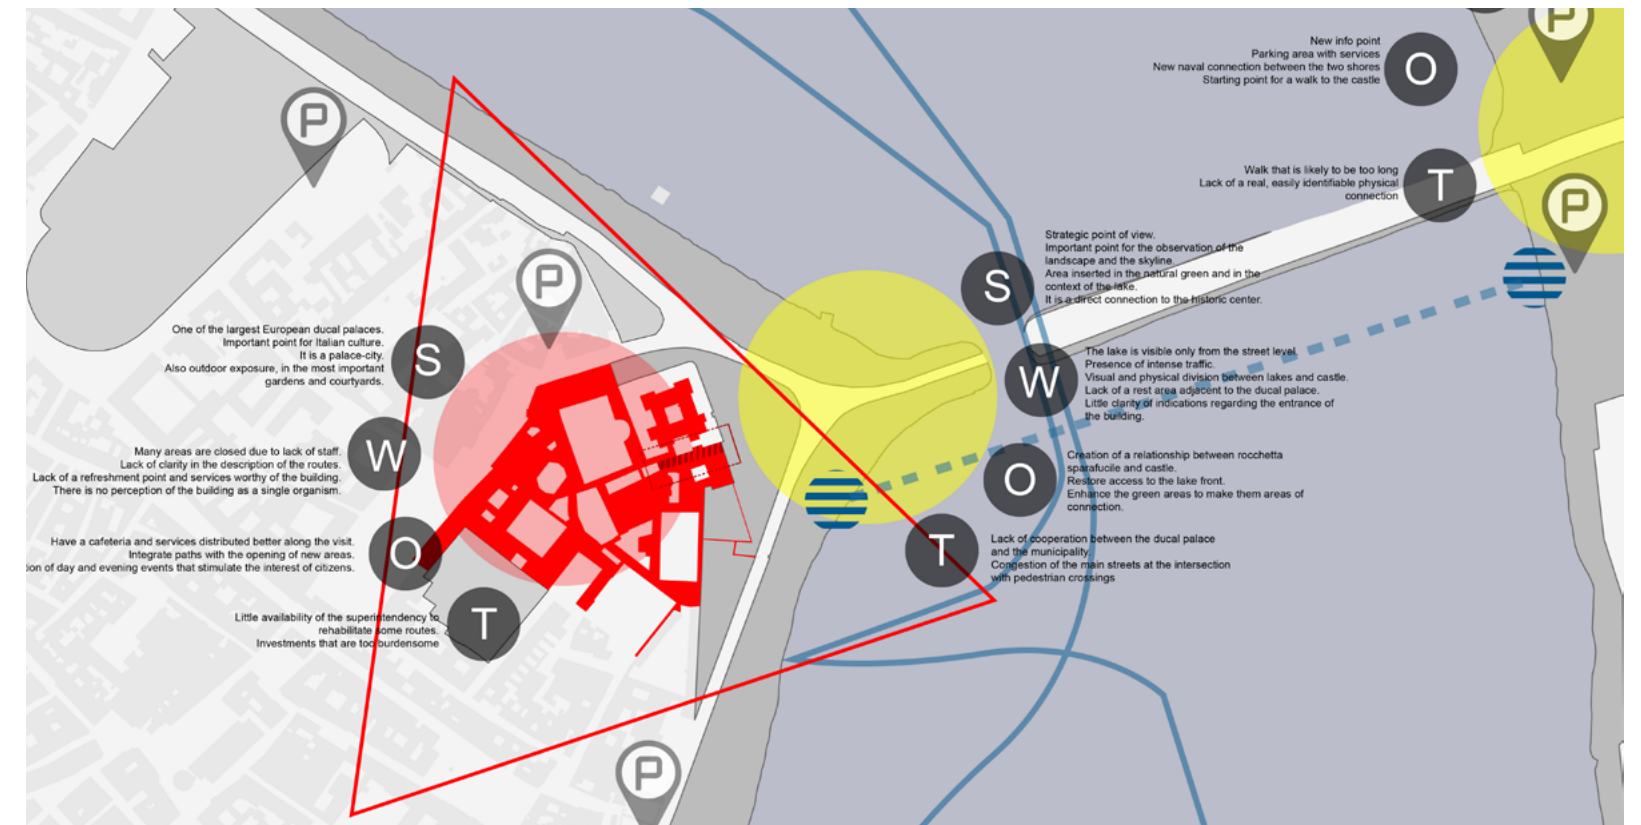 P
New info point
Parking area with services
New naval connection between the two shores
Starting point for a walk to the castle
O
P
Walk that is likely to be too long
Lack of a real, easily identifiable physical
connection
T
P
Strategic point of view.
Important point for the observation of the
landscape and the skyline.
Area inserted in the natural green and in the
context of the lake.
It is a direct connection to the historic center.
S
P
P
One of the largest European ducal palaces.
Important point for Italian culture.
It is a palace-city.
Also outdoor exposure, in the most important
gardens and courtyards.
S
The lake is visible only from the street level.
Presence of intense traffic.
Visual and physical division between lakes and castle.
Lack of a rest area adjacent to the ducal palace.
Little clarity of indications regarding the entrance of
the building.
W
Many areas are closed due to lack of staff.
Lack of clarity in the description of the routes.
Lack of a refreshment point and services worthy of the building.
There is no perception of the building as a single organism.
W
Creation of a relationship between rocchetta
sparafucile and castle.
Restore access to the lake front.
Enhance the green areas to make them areas of
connection.
O
Have a cafeteria and services distributed better along the visit.
Integrate paths with the opening of new areas.
of day and evening events that stimulate the interest of citizens.
O
Lack of cooperation between the ducal palace
and the municipality.
Congestion of the main streets at the intersection
with pedestrian crossings
T
Little availability of the superintendency to
rehabilitate some routes.
Investments that are too burdensome
T
P